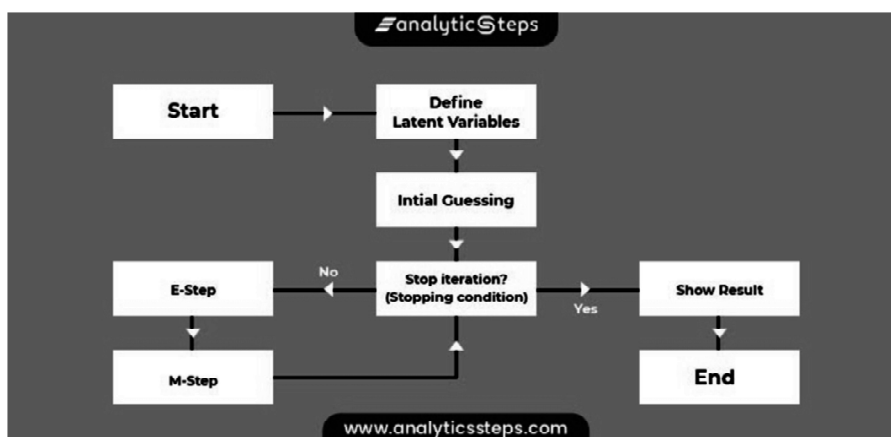 analyticSteps
Start
Define
Latent Variables
Intial Guessing
No
E-Step
Stop iteration?
(Stopping condition)
Yes
Show Result
M-Step
End
www.analyticssteps.com